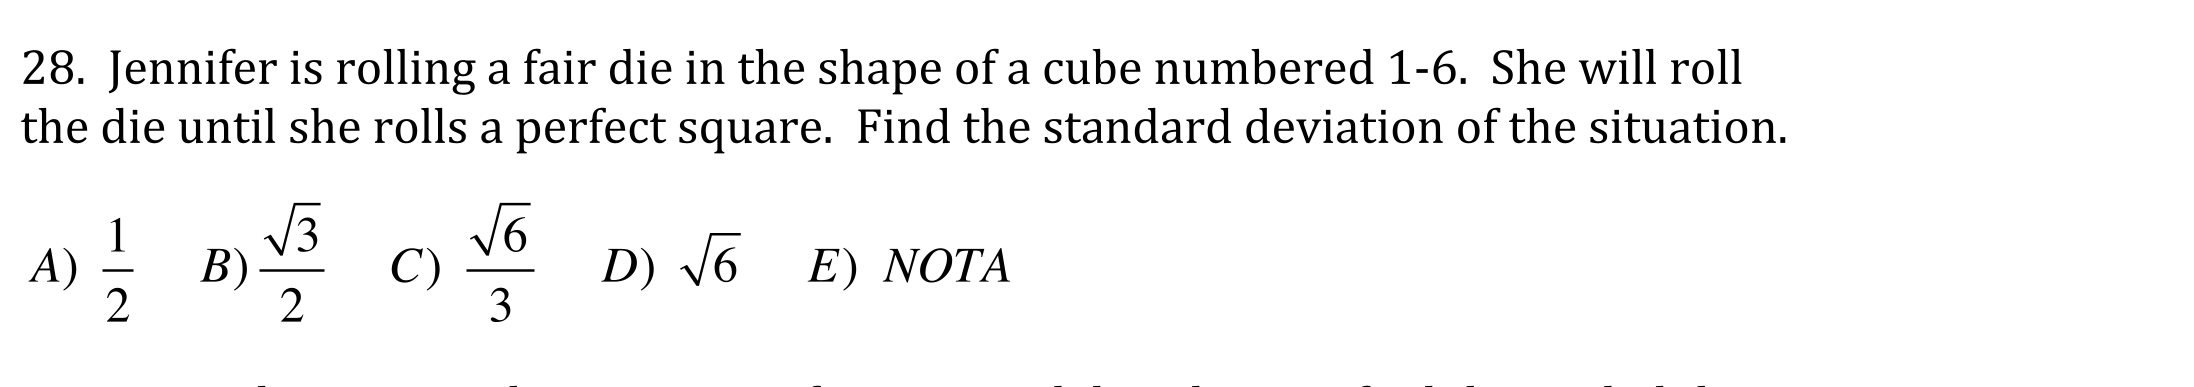 28. Jennifer is rolling a fair die in the shape of a cube numbered 1-6. She will roll
the die until she rolls a perfect square. Find the standard deviation of the situation.
A) 1/2 B) √3/2 C) √6/3 D) √6 E) NOTA